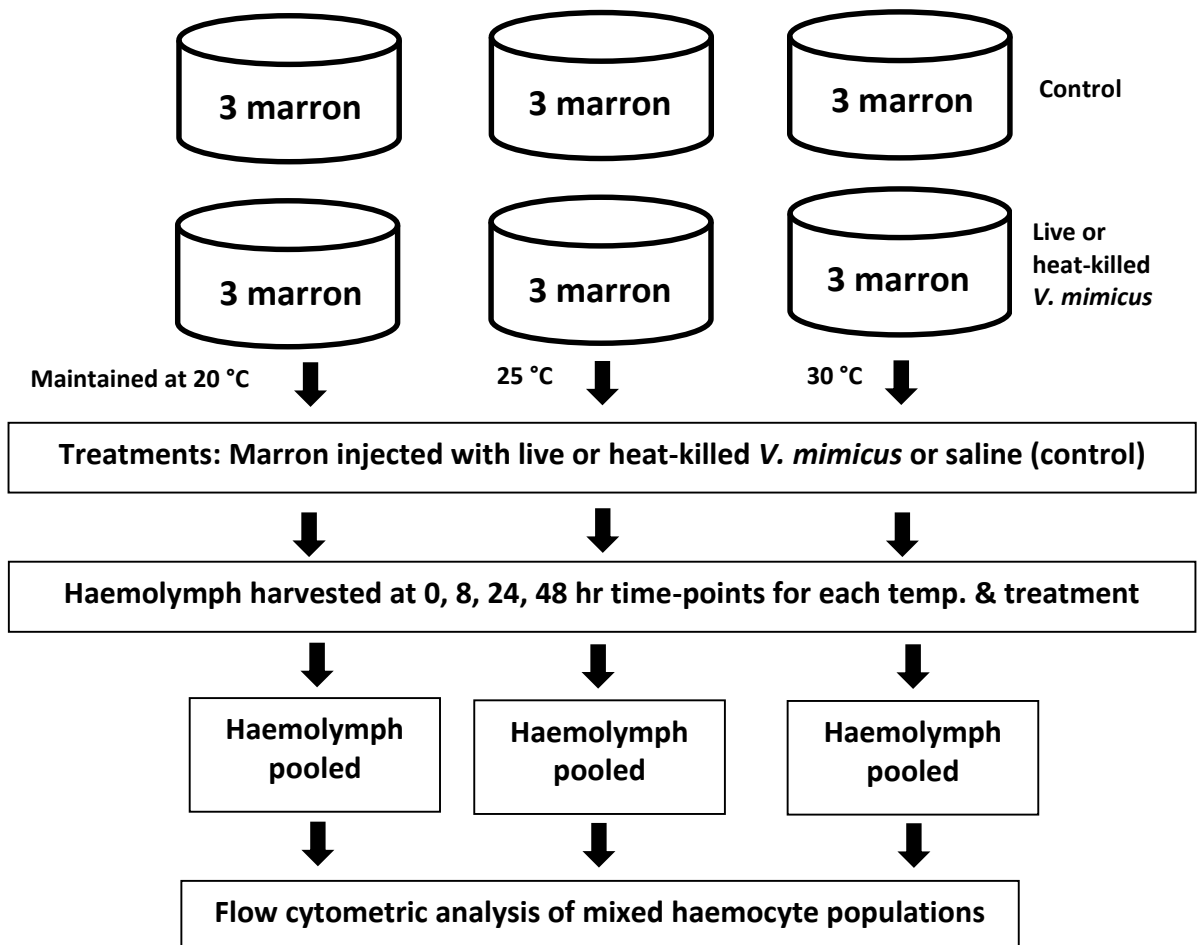 3 marron
3 marron
3 marron
Control
3 marron
3 marron
3 marron
Live or
heat-killed
V. mimicus
Maintained at 20 °C
25 °C
30 °C
Treatments: Marron injected with live or heat-killed V. mimicus or saline (control)
Haemolymph harvested at 0, 8, 24, 48 hr time-points for each temp. & treatment
Haemolymph
pooled
Haemolymph
pooled
Haemolymph
pooled
Flow cytometric analysis of mixed haemocyte populations